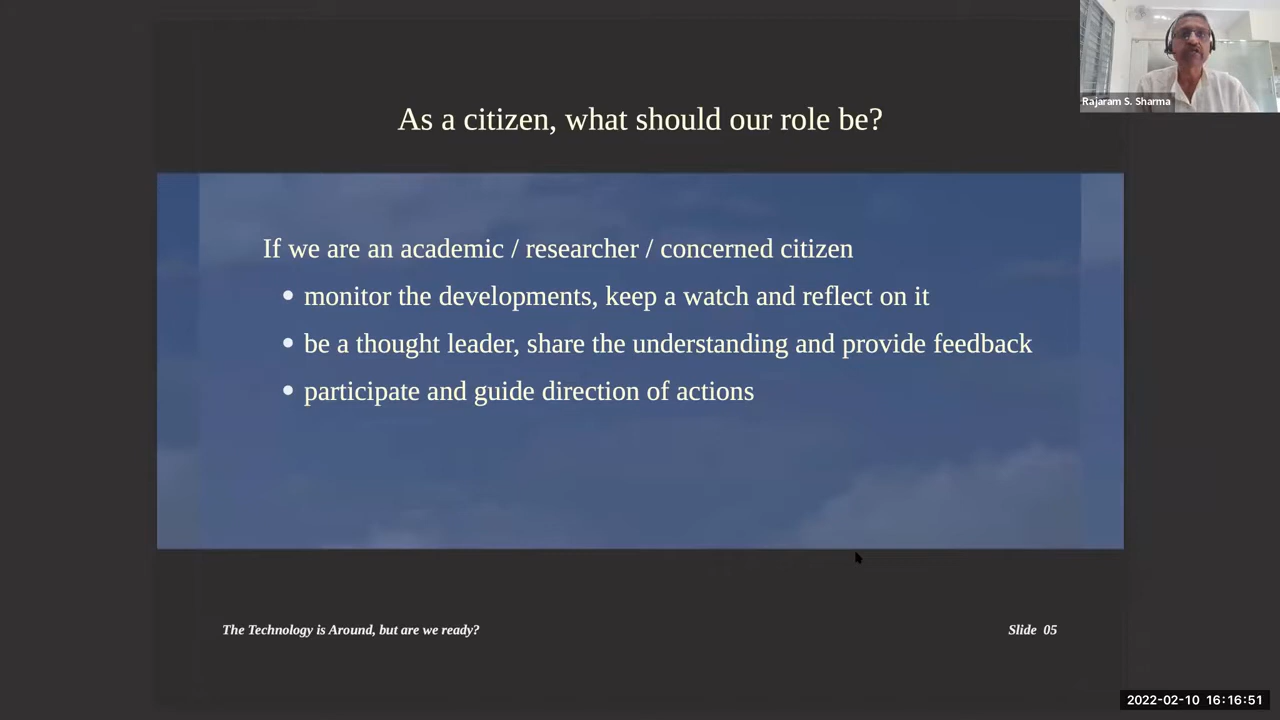 Rajaram S. Sharma
As a citizen, what should our role be?
If we are an academic / researcher / concerned citizen
monitor the developments, keep a watch and reflect on it
be a thought leader, share the understanding and provide feedback
participate and guide direction of actions
The Technology is Around, but are we ready?
Slide 05
2022-02-10 16:16:51